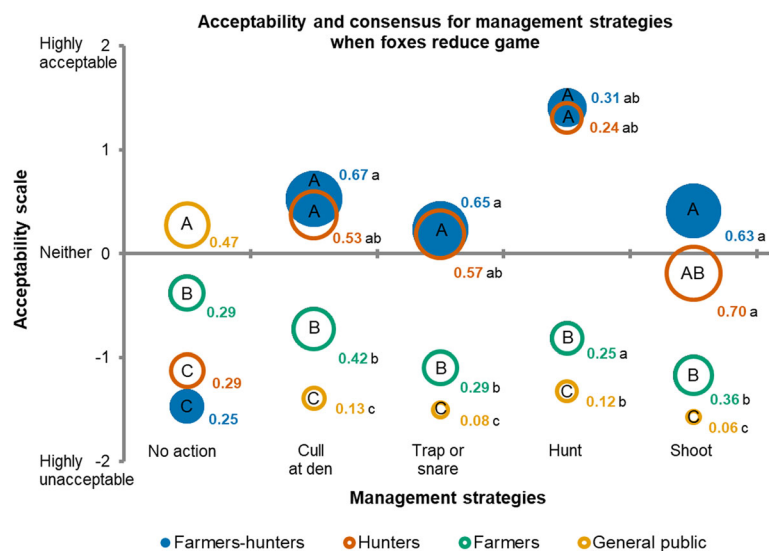 Acceptability and consensus for management strategies
when foxes reduce game
Highly
acceptable
2
1
Neither 0
-1
-2
Highly
unacceptable
Acceptability scale
A
0.47
B
0.29
C
0.29
C
0.25
A
0.67 a
A
0.53 ab
B
0.42 b
C
0.13 c
0.65 a
A
0.57 ab
B
0.29 b
C
0.08 c
A
0.31 ab
A
0.24 ab
B
0.25 a
C
0.12 b
A
0.63 a
AB
0.70 a
B
0.36 b
C
0.06 c
No action
Cull
at den
Trap or
snare
Hunt
Shoot
Management strategies
Farmers-hunters
Hunters
Farmers
General public